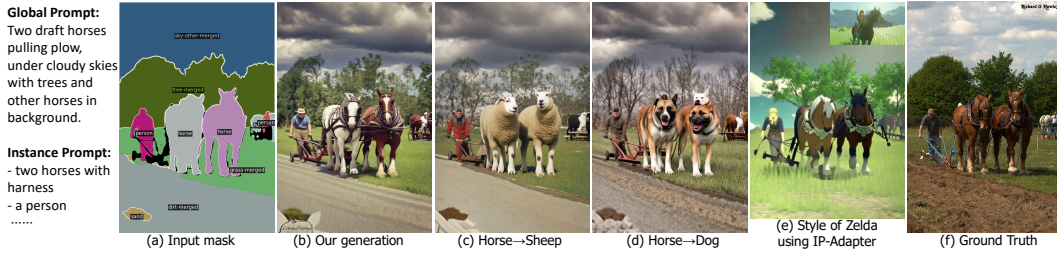 Global Prompt:
Two draft horses
pulling plow,
under cloudy skies
with trees and
other horses in
background.
Instance Prompt:
- two horses with
harness
- a person
......
sky-other-merged
tree-merged
person
horse
horse
person
grass-merged
dirt-merged
sand
(a) Input mask
(b) Our generation
(c) Horse→Sheep
(d) Horse→Dog
(e) Style of Zelda
using IP-Adapter
(f) Ground Truth